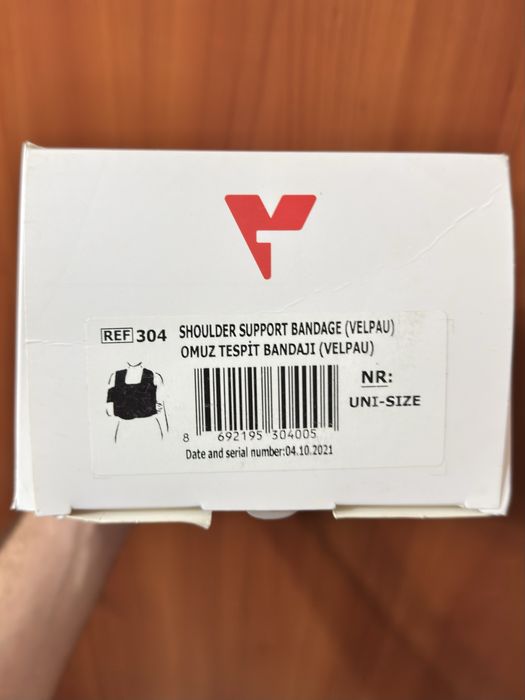 REF 304 SHOULDER SUPPORT BANDAGE (VELPAU)
OMUZ TESPİT BANDAJI (VELPAU)
NR:
UNI-SIZE
8 692195 304005
Date and serial number:04.10.2021